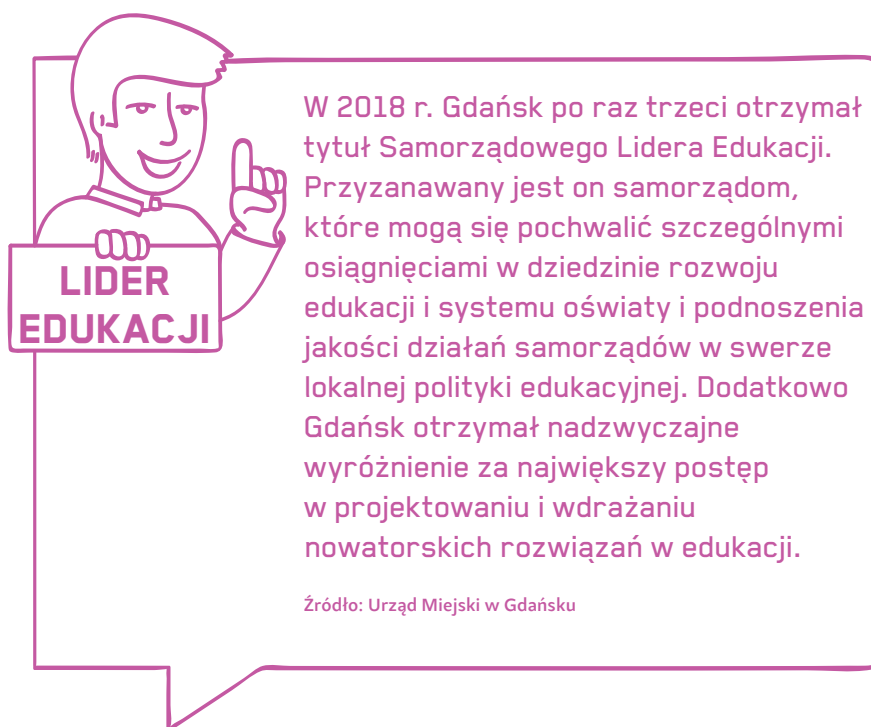 W 2018 r. Gdańsk po raz trzeci otrzymał
tytuł Samorządowego Lidera Edukacji.
Przyzanawany jest on samorządom,
które mogą się pochwalić szczególnymi
osiągnięciami w dziedzinie rozwoju
edukacji i systemu oświaty i podnoszenia
jakości działań samorządów w swerze
lokalnej polityki edukacyjnej. Dodatkowo
Gdańsk otrzymał nadzwyczajne
wyróżnienie za największy postęp
w projektowaniu i wdrażaniu
nowatorskich rozwiązań w edukacji.
Źródło: Urząd Miejski w Gdańsku
LIDER
EDUKACJI